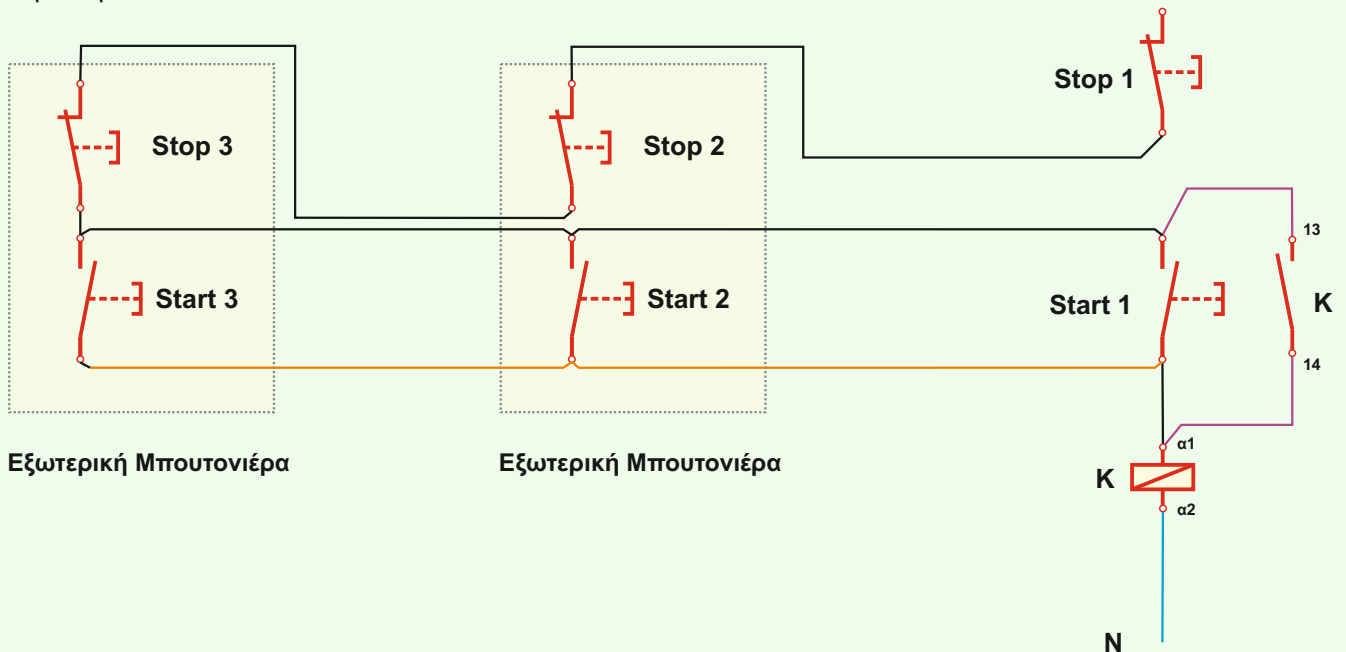 Stop 1
Stop 3
Stop 2
13
Start 3
Start 2
Start 1
K
14
Εξωτερική Μπουτονιέρα
Εξωτερική Μπουτονιέρα
α1
K
α2
N